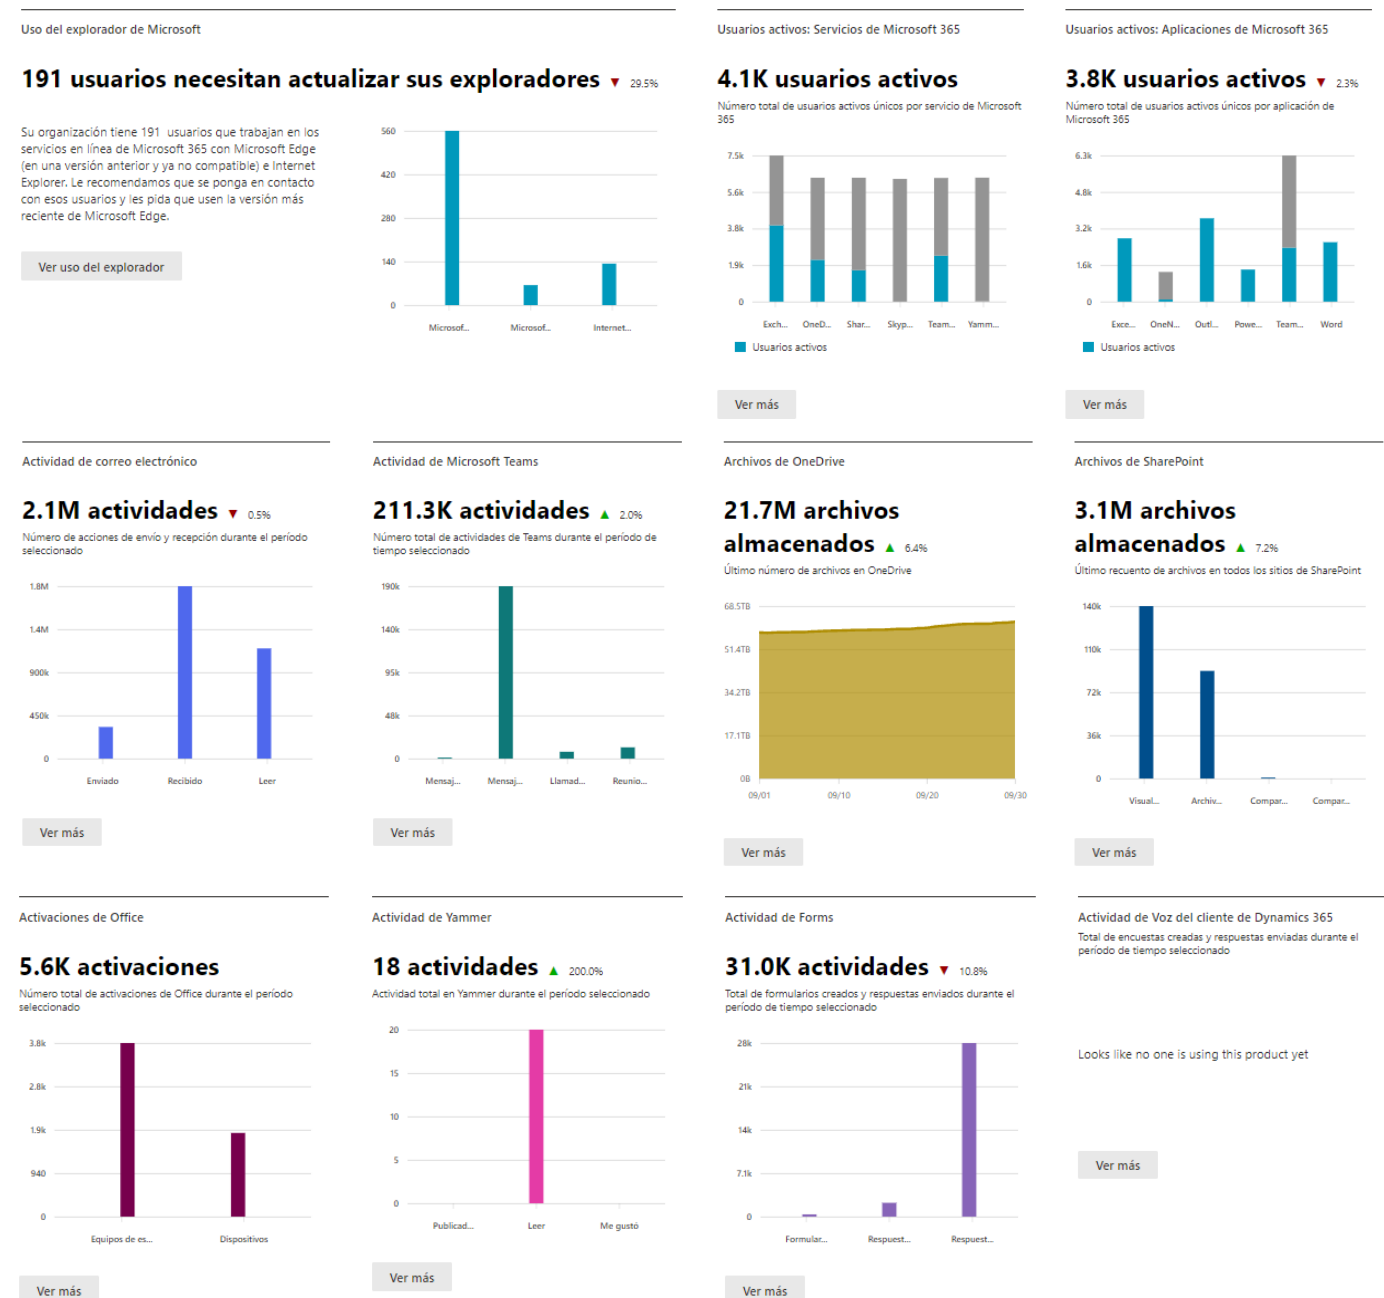 Uso del explorador de Microsoft
191 usuarios necesitan actualizar sus exploradores ▼ 29.5%
Su organización tiene 191 usuarios que trabajan en los
servicios en línea de Microsoft 365 con Microsoft Edge
(en una versión anterior y ya no compatible) e Internet
Explorer. Le recomendamos que se ponga en contacto
con esos usuarios y les pida que usen la versión más
reciente de Microsoft Edge.
Ver uso del explorador
560
420
280
140
0
Microsof... Microsof... Internet...
Usuarios activos: Servicios de Microsoft 365
4.1K usuarios activos
Número total de usuarios activos únicos por servicio de Microsoft
365
7.5k
5.6k
3.8k
1.9k
0
Exch... OneD... Shar... Skyp... Team... Yamm...
Usuarios activos
Ver más
Usuarios activos: Aplicaciones de Microsoft 365
3.8K usuarios activos ▼ 2.3%
Número total de usuarios activos únicos por aplicación de
Microsoft 365
6.3k
4.8k
3.2k
1.6k
0
Exce... OneN... Outl... Powe... Team... Word
Usuarios activos
Ver más
Actividad de correo electrónico
2.1M actividades ▼ 0.5%
Número de acciones de envío y recepción durante el período
seleccionado
1.8M
1.4M
900k
450k
0
Enviado Recibido Leer
Ver más
Actividad de Microsoft Teams
211.3K actividades ▲ 2.0%
Número total de actividades de Teams durante el período de
tiempo seleccionado
190k
140k
95k
48k
0
Mensaj... Mensaj... Llamad... Reunio...
Ver más
Archivos de OneDrive
21.7M archivos
almacenados ▲ 6.4%
Último número de archivos en OneDrive
68.5TB
51.4TB
34.2TB
17.1TB
0B
09/01 09/10 09/20 09/30
Ver más
Archivos de SharePoint
3.1M archivos
almacenados ▲ 7.2%
Último recuento de archivos en todos los sitios de SharePoint
140k
110k
72k
36k
0
Visual... Archiv... Compar... Compar...
Ver más
Activaciones de Office
5.6K activaciones
Número total de activaciones de Office durante el período
seleccionado
3.8k
2.8k
1.9k
940
0
Equipos de es... Dispositivos
Ver más
Actividad de Yammer
18 actividades ▲ 200.0%
Actividad total en Yammer durante el período seleccionado
20
15
10
5
0
Publicad... Leer Me gustó
Ver más
Actividad de Forms
31.0K actividades ▼ 10.8%
Total de formularios creados y respuestas enviados durante el
período de tiempo seleccionado
28k
21k
14k
7.1k
0
Formular... Respuest... Respuest...
Ver más
Actividad de Voz del cliente de Dynamics 365
Total de encuestas creadas y respuestas enviadas durante el
período de tiempo seleccionado
Looks like no one is using this product yet
Ver más